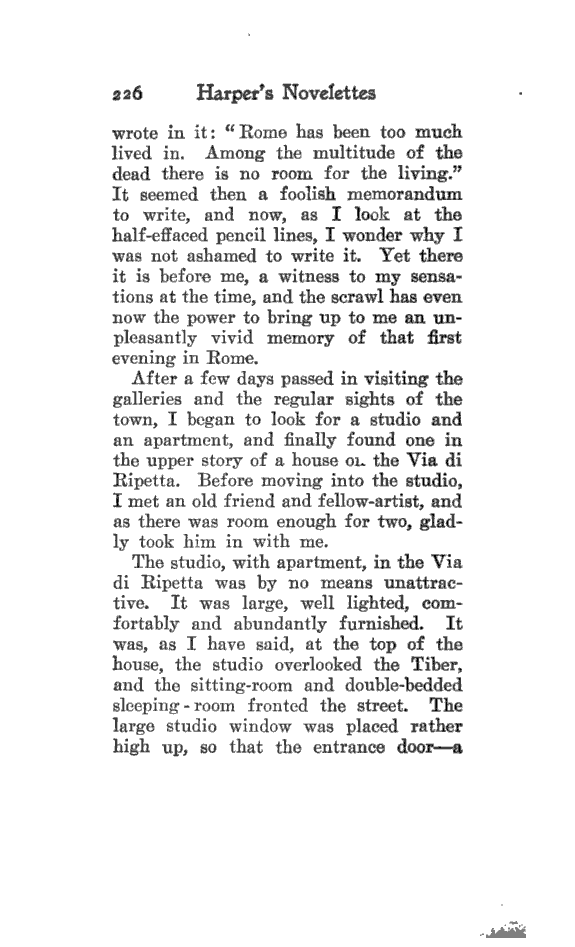 226 Harper's Novelettes
wrote in it: "Rome has been too much
lived in. Among the multitude of the
dead there is no room for the living."
It seemed then a foolish memorandum
to write, and now, as I look at the
half-effaced pencil lines, I wonder why I
was not ashamed to write it. Yet there
it is before me, a witness to my sensa-
tions at the time, and the scrawl has even
now the power to bring up to me an un-
pleasantly vivid memory of that first
evening in Rome.
After a few days passed in visiting the
galleries and the regular sights of the
town, I began to look for a studio and
an apartment, and finally found one in
the upper story of a house on the Via di
Ripetta. Before moving into the studio,
I met an old friend and fellow-artist, and
as there was room enough for two, glad-
ly took him in with me.
The studio, with apartment, in the Via
di Ripetta was by no means unattrac-
tive. It was large, well lighted, com-
fortably and abundantly furnished. It
was, as I have said, at the top of the
house, the studio overlooked the Tiber,
and the sitting-room and double-bedded
sleeping-room fronted the street. The
large studio window was placed rather
high up, so that the entrance door—a